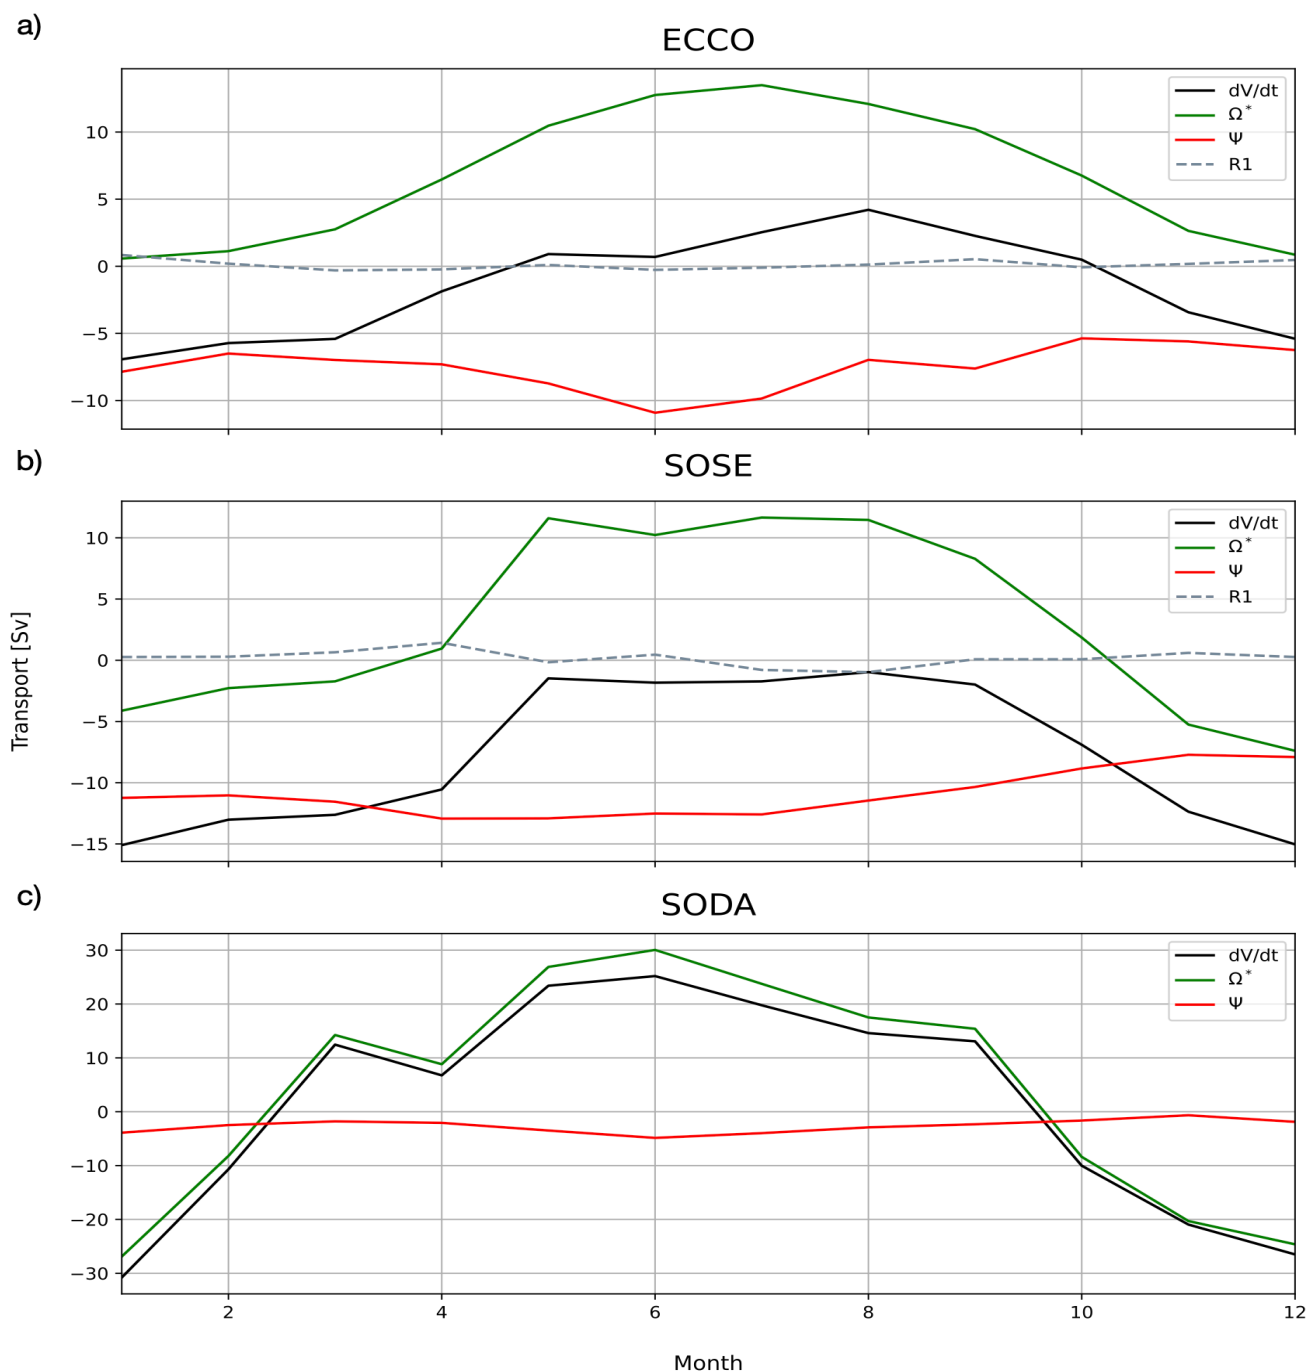 a)
ECCO
10
5
0
−5
−10
dV/dt
Ω*
Ψ
R1
b)
SOSE
10
5
0
−5
−10
−15
dV/dt
Ω*
Ψ
R1
Transport [Sv]
c)
SODA
30
20
10
0
−10
−20
−30
dV/dt
Ω*
Ψ
2 4 6 8 10 12
Month